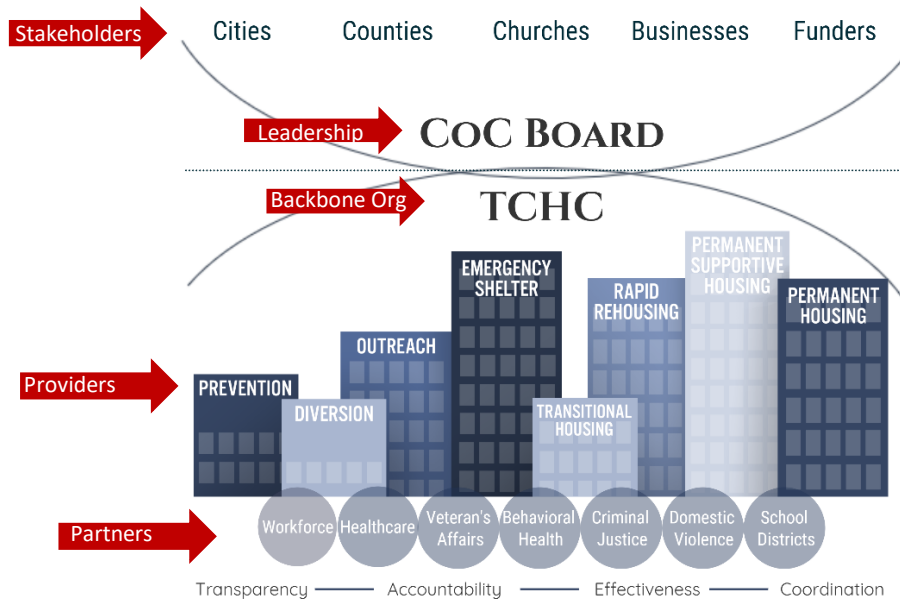 Stakeholders
Cities
Counties
Churches
Businesses
Funders
Leadership
CoC Board
Backbone Org
TCHC
PERMANENT
SUPPORTIVE
HOUSING
EMERGENCY
SHELTER
RAPID
REHOUSING
PERMANENT
HOUSING
OUTREACH
Providers
PREVENTION
DIVERSION
TRANSITIONAL
HOUSING
Partners
Workforce
Healthcare
Veteran's
Affairs
Behavioral
Health
Criminal
Justice
Domestic
Violence
School
Districts
Transparency
Accountability
Effectiveness
Coordination